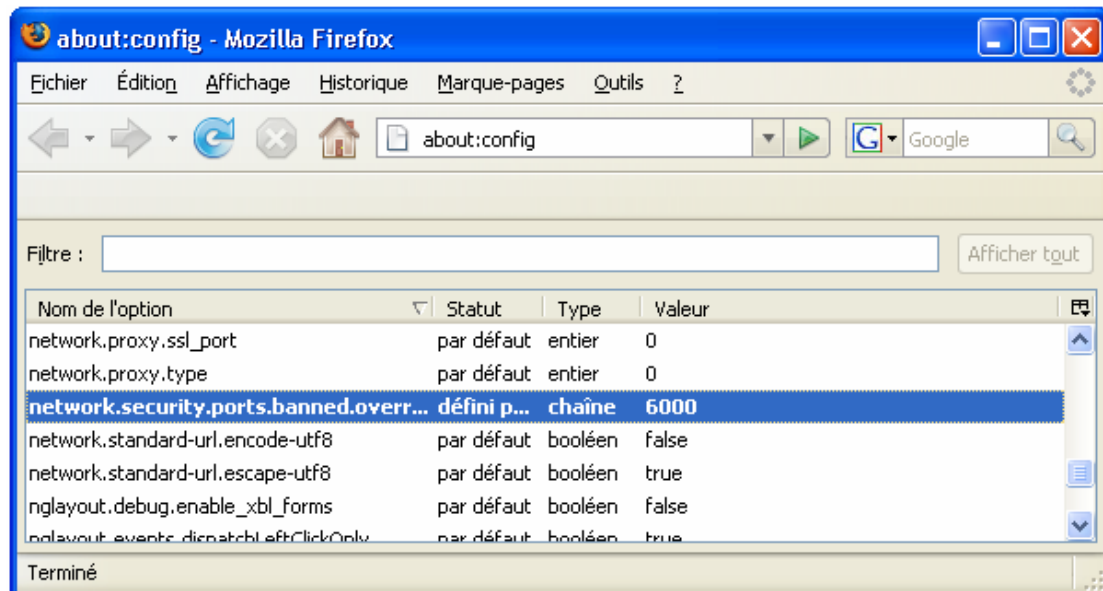 about:config - Mozilla Firefox
Fichier Édition Affichage Historique Marque-pages Outils ?
about:config G Google
Filtre : Afficher tout
Nom de l'option Statut Type Valeur
network.proxy.ssl_port par défaut entier 0
network.proxy.type par défaut entier 0
network.security.ports.banned.overr... défini p... chaîne 6000
network.standard-url.encode-utf8 par défaut booléen false
network.standard-url.escape-utf8 par défaut booléen true
nglayout.debug.enable_xbl_forms par défaut booléen false
nglayout.events.dispatchLeftClickOnly par défaut booléen true
Terminé